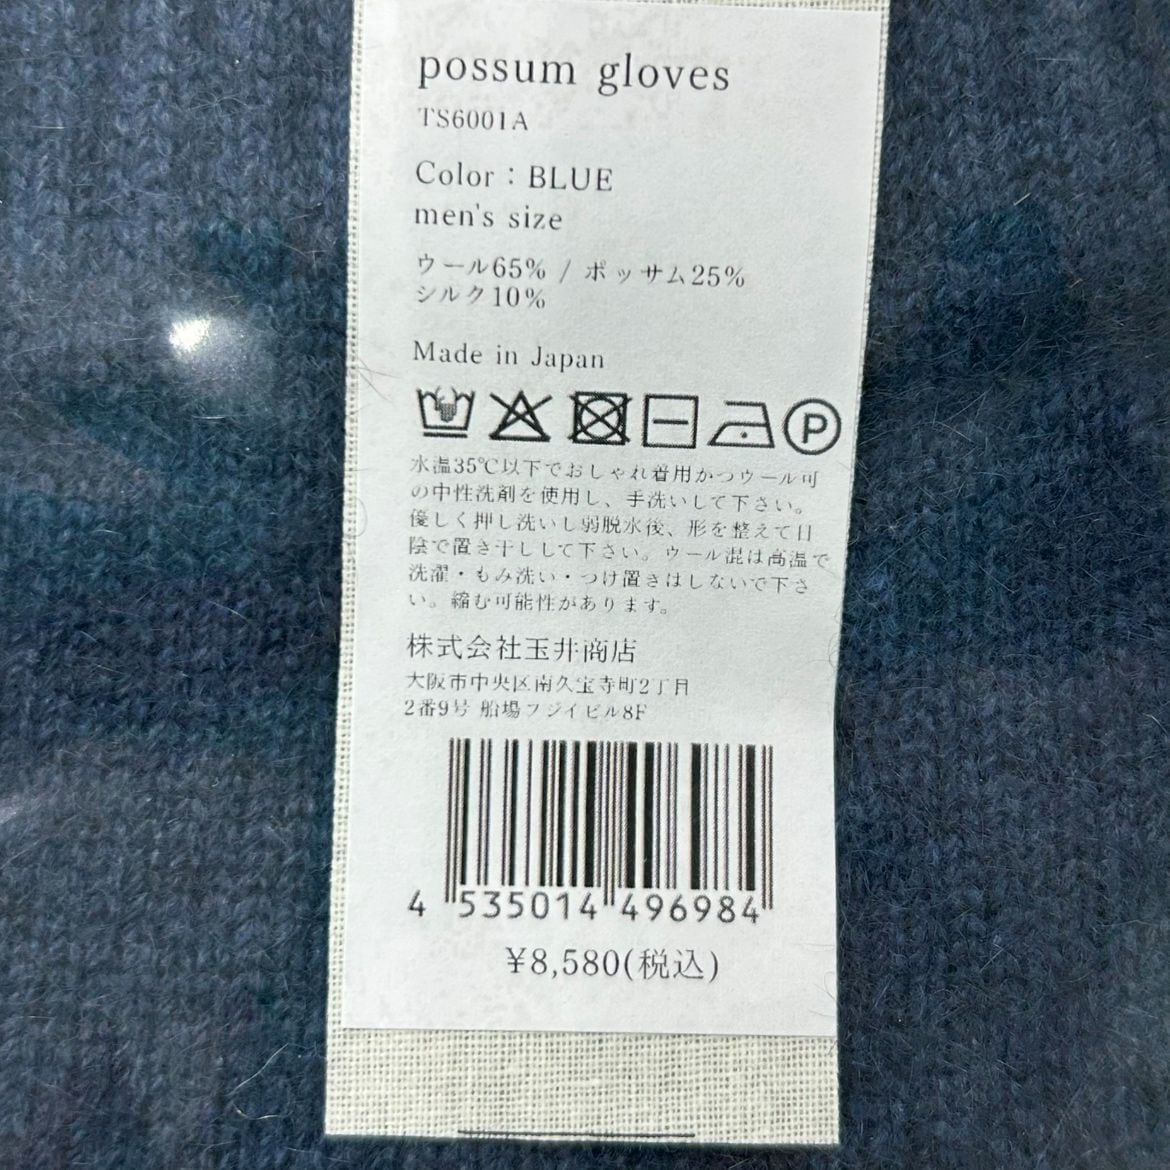 possum gloves
TS6001A
Color：BLUE
men's size
ウール65% / ポッサム25%
シルク10%
Made in Japan
P
水温35℃以下でおしゃれ着用かつウール可
の中性洗剤を使用し、手洗いして下さい。
優しく押し洗いし弱脱水後、形を整えて日
陰で置き干しして下さい。ウール混は高温で
洗濯・もみ洗い・つけ置きはしないで下さ
い。縮む可能性があります。
株式会社玉井商店
大阪市中央区南久宝寺町2丁目
2番9号 船場フジイビル8F
4 535014 496984
¥8,580(税込)